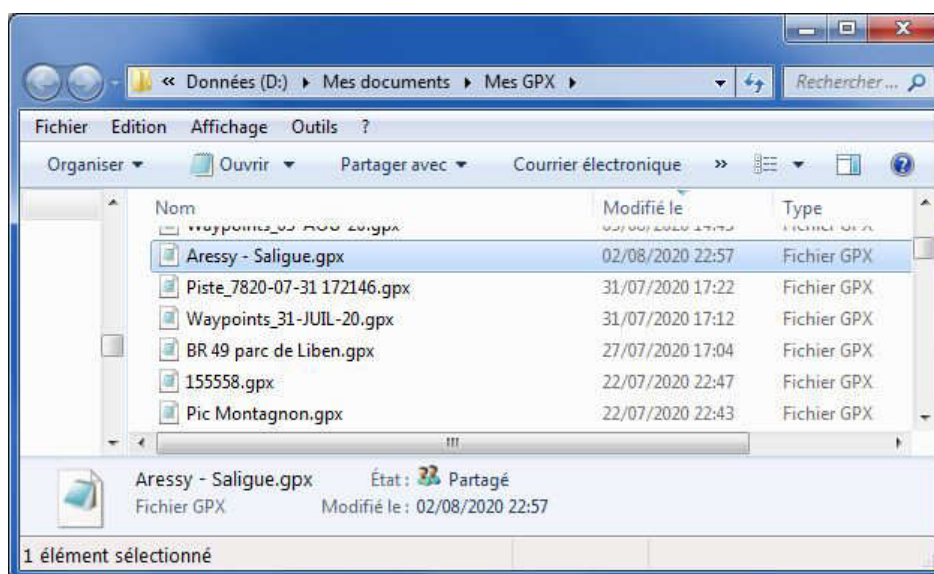 « Données (D:) ▸ Mes documents ▸ Mes GPX ▸ Rechercher ...
Fichier Edition Affichage Outils ?
Organiser Ouvrir Partager avec Courrier électronique »
Nom Modifié le Type
Aressy - Saligue.gpx 02/08/2020 22:57 Fichier GPX
Piste_7820-07-31 172146.gpx 31/07/2020 17:22 Fichier GPX
Waypoints_31-JUIL-20.gpx 31/07/2020 17:12 Fichier GPX
BR 49 parc de Liben.gpx 27/07/2020 17:04 Fichier GPX
155558.gpx 22/07/2020 22:47 Fichier GPX
Pic Montagnon.gpx 22/07/2020 22:43 Fichier GPX
Aressy - Saligue.gpx État : Partagé
Fichier GPX Modifié le : 02/08/2020 22:57
1 élément sélectionné